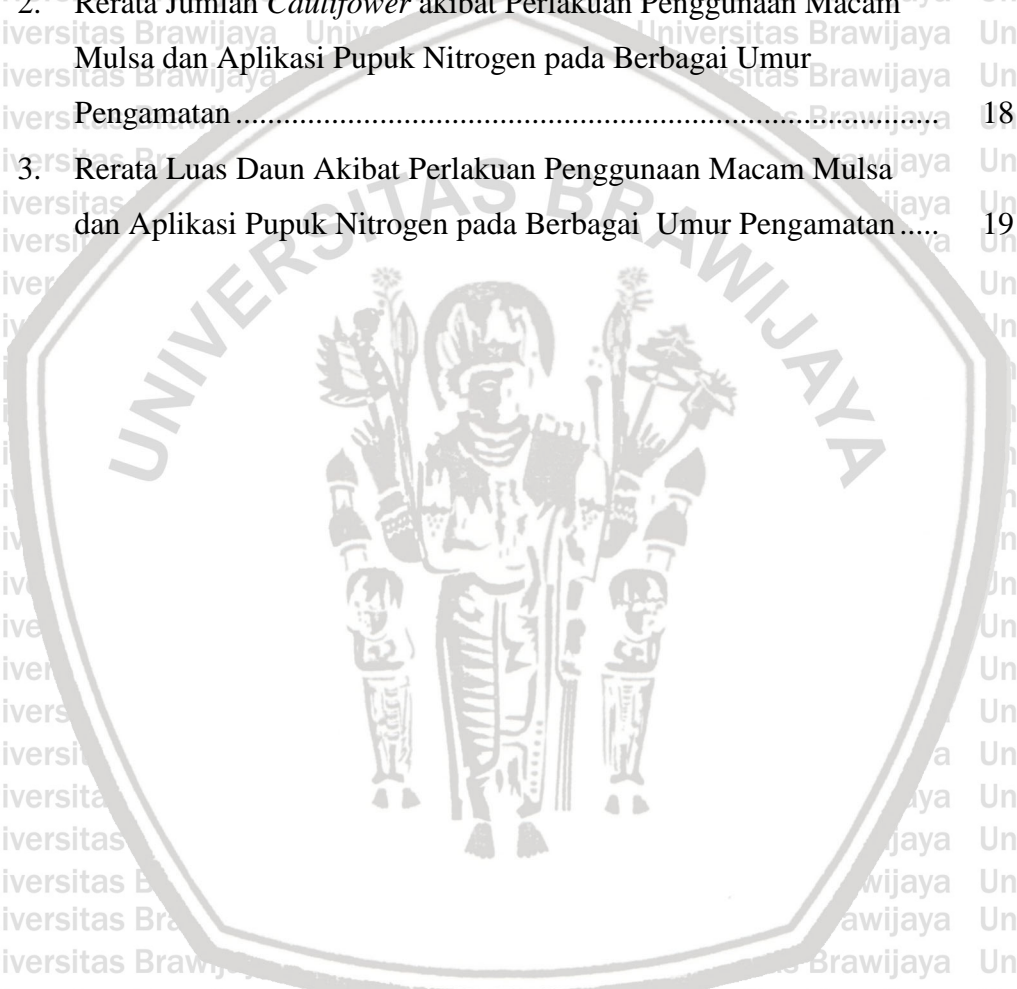 2. Rerata Jumlah Caulifower akibat Perlakuan Penggunaan Macam
Mulsa dan Aplikasi Pupuk Nitrogen pada Berbagai Umur
Pengamatan ........................................................................................ 18
3. Rerata Luas Daun Akibat Perlakuan Penggunaan Macam Mulsa
dan Aplikasi Pupuk Nitrogen pada Berbagai Umur Pengamatan ..... 19
UNIVERSITAS BRAWIJAYA